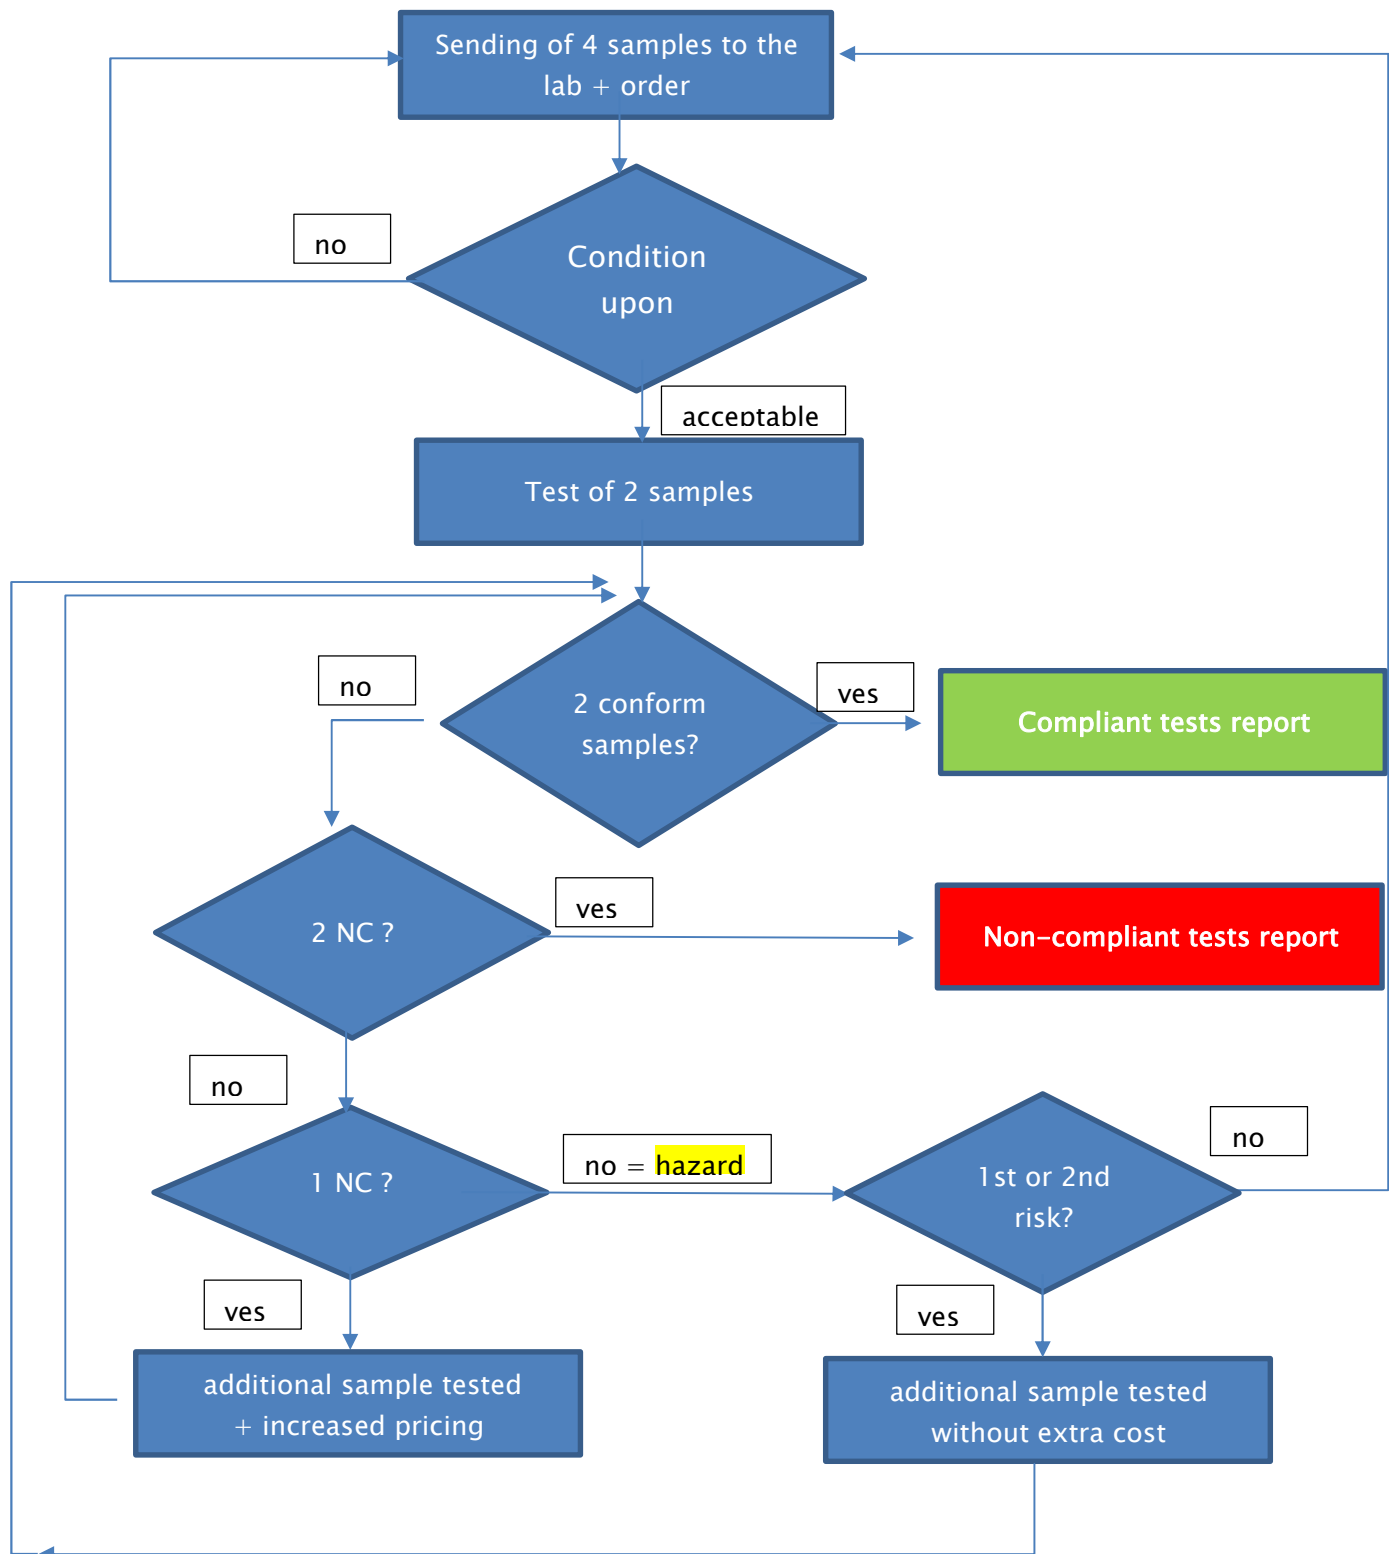 Sending of 4 samples to the
lab + order
no
Condition
upon
acceptable
Test of 2 samples
no
2 conform
samples?
yes
Compliant tests report
2 NC ?
yes
Non-compliant tests report
no
1 NC ?
no = hazard
1st or 2nd
risk?
no
yes
yes
additional sample tested
+ increased pricing
additional sample tested
without extra cost